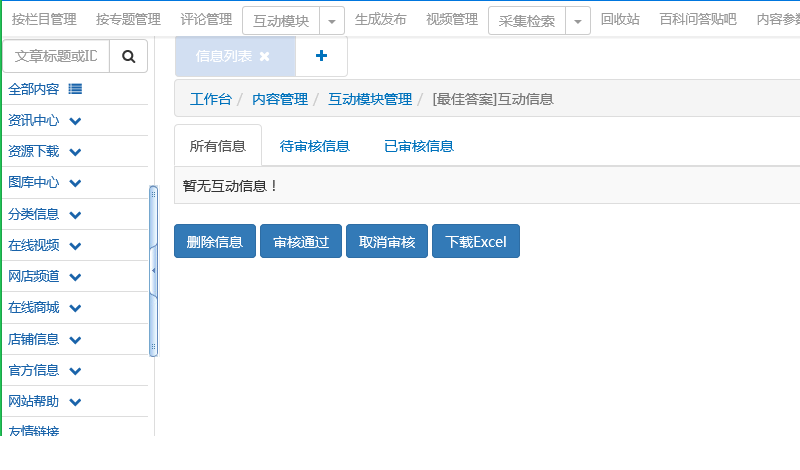 按栏目管理 按专题管理 评论管理 互动模块 生成发布 视频管理 采集检索 回收站 百科问答贴吧 内容参数
文章标题或ID
信息列表
全部内容
资讯中心
资源下载
图库中心
分类信息
在线视频
网店频道
在线商城
店铺信息
官方信息
网站帮助
友情链接
工作台 / 内容管理 / 互动模块管理 / [最佳答案]互动信息
所有信息 待审核信息 已审核信息
暂无互动信息！
删除信息 审核通过 取消审核 下载Excel